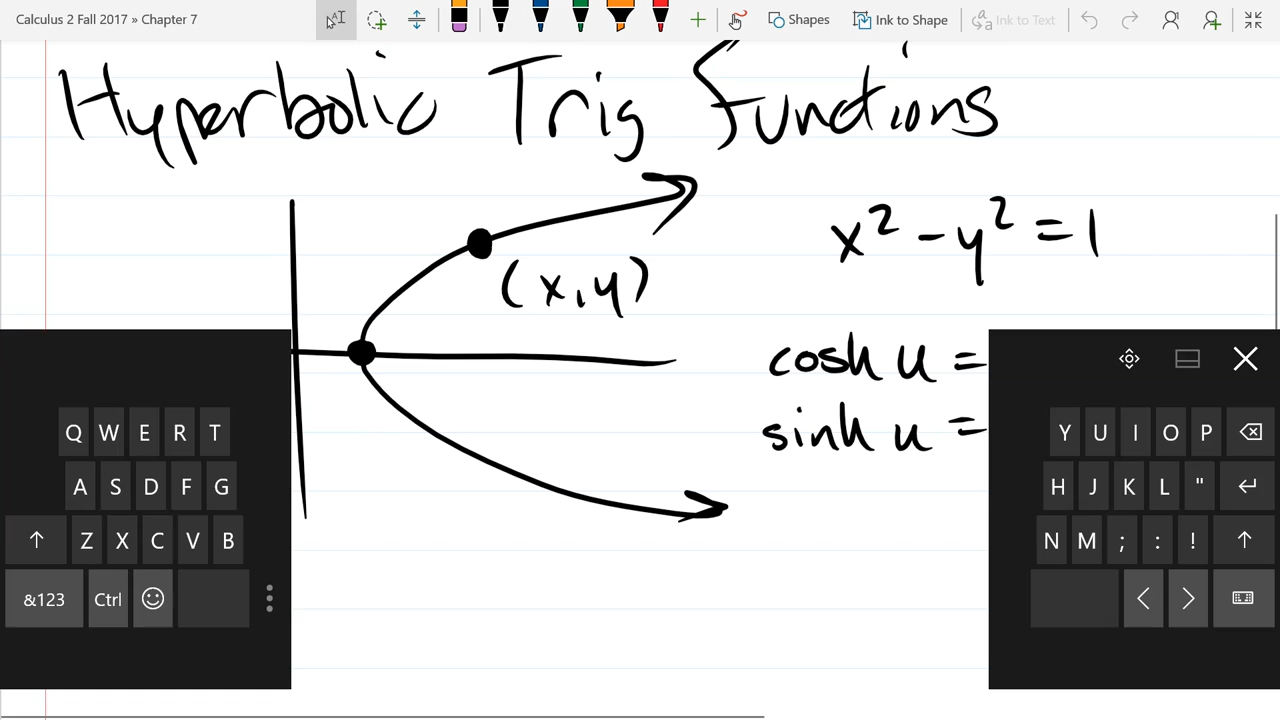 Calculus 2 Fall 2017 » Chapter 7
Shapes Ink to Shape Ink to Text
Hyperbolic Trig Functions
x² - y² = 1
(x,y)
cosh u =
sinh u =
Q W E R T
Y U I O P
A S D F G
H J K L "
Z X C V B
N M ; : !
&123 Ctrl